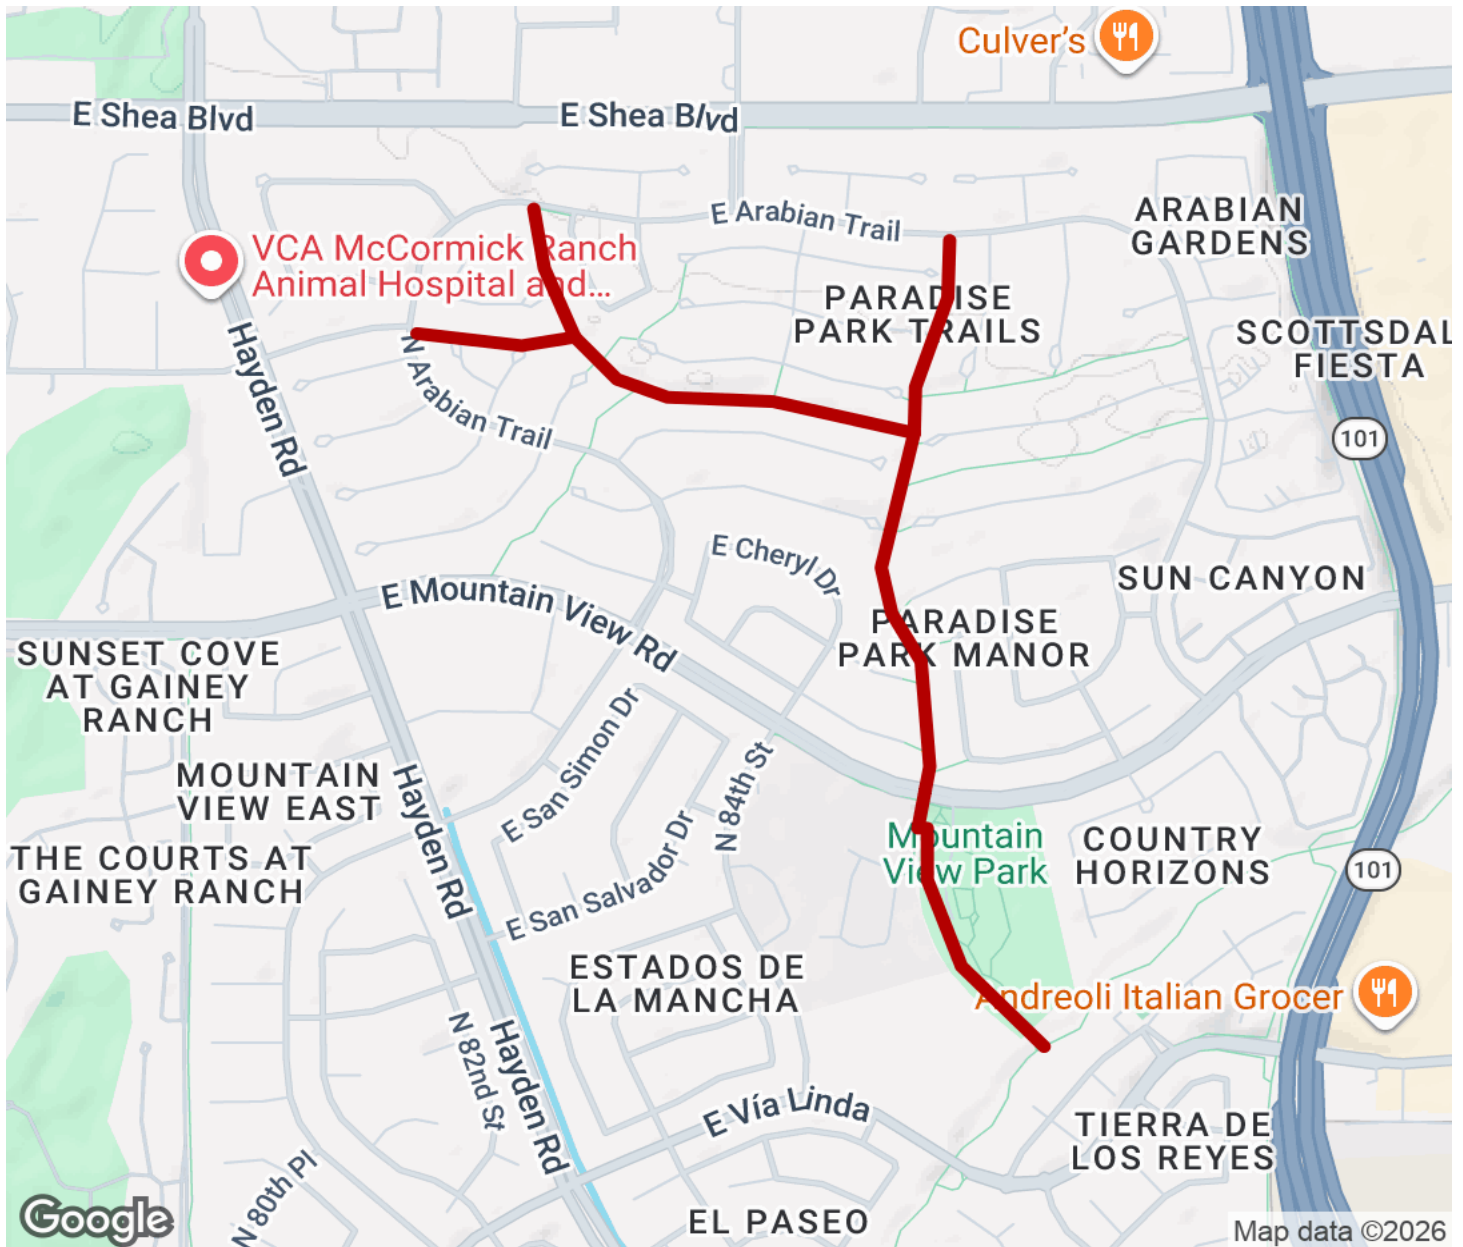 Culver's
E Shea Blvd
E Shea Blvd
E Arabian Trail
ARABIAN
GARDENS
VCA McCormick Ranch
Animal Hospital and...
PARADISE
PARK TRAILS
SCOTTSDAL
FIESTA
Hayden Rd
N Arabian Trail
101
E Cheryl Dr
SUN CANYON
E Mountain View Rd
PARADISE
PARK MANOR
SUNSET COVE
AT GAINEY
RANCH
E San Simon Dr
MOUNTAIN
VIEW EAST
Hayden Rd
N 84th St
E San Salvador Dr
Mountain
View Park
COUNTRY
HORIZONS
THE COURTS AT
GAINEY RANCH
101
ESTADOS DE
LA MANCHA
Andreoli Italian Grocer
N 82nd St
Hayden Rd
E Vía Linda
TIERRA DE
LOS REYES
N 80th Pl
EL PASEO
Google
Map data ©2026